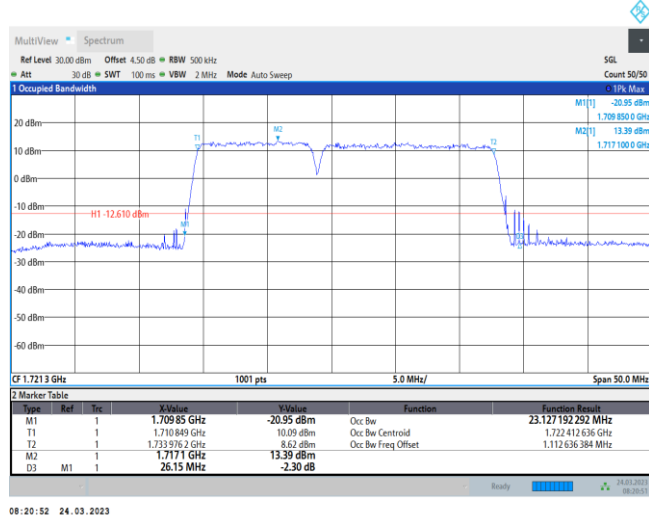 MultiView Spectrum
Ref Level 30.00 dBm Offset 4.50 dB RBW 500 kHz SGL
Att 30 dB SWT 100 ms VBW 2 MHz Mode Auto Sweep Count 50/50
1 Occupied Bandwidth 1Pk Max
M1[1] -20.95 dBm
1.709 850 0 GHz
M2[1] 13.39 dBm
1.717 100 0 GHz
20 dBm
T1
M2
T2
10 dBm
0 dBm
-10 dBm
H1 -12.610 dBm
M1
-20 dBm
D3
-30 dBm
-40 dBm
-50 dBm
-60 dBm
CF 1.721 3 GHz 1001 pts 5.0 MHz/ Span 50.0 MHz
2 Marker Table
Type Ref Trc X-Value Y-Value Function Function Result
M1 1 1.709 85 GHz -20.95 dBm Occ Bw 23.127 192 292 MHz
T1 1 1.710 849 GHz 10.09 dBm Occ Bw Centroid 1.722 412 636 GHz
T2 1 1.733 976 2 GHz 8.62 dBm Occ Bw Freq Offset 1.112 636 384 MHz
M2 1 1.717 1 GHz 13.39 dBm
D3 M1 1 26.15 MHz -2.30 dB
Ready 24.03.2023
08:20:53
08:20:52 24.03.2023